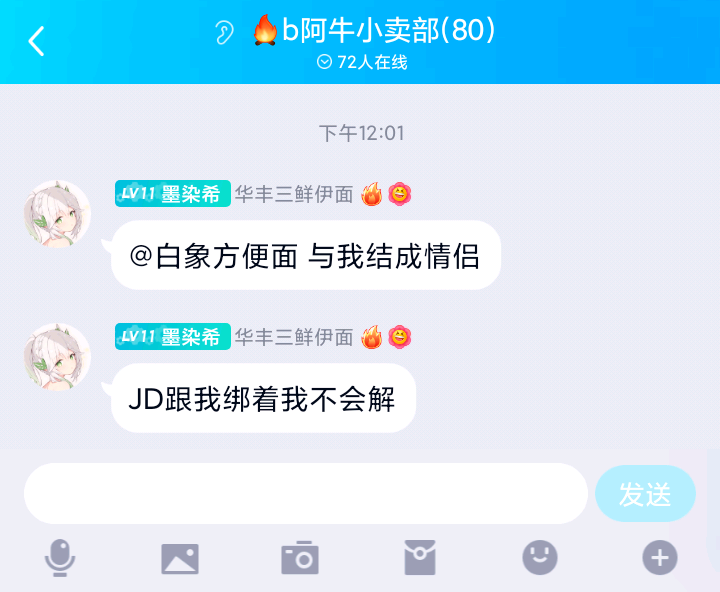 b阿牛小卖部(80)
72人在线
下午12:01
LV11 墨染希 华丰三鲜伊面
@白象方便面 与我结成情侣
LV11 墨染希 华丰三鲜伊面
JD跟我绑着我不会解
发送